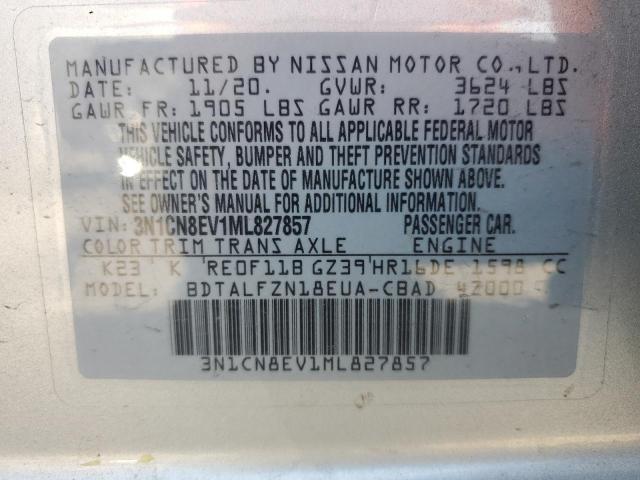 MANUFACTURED BY NISSAN MOTOR CO., LTD.
DATE: 11/20. GVWR: 3624 LBS
GAWR FR: 1905 LBS GAWR RR: 1720 LBS
THIS VEHICLE CONFORMS TO ALL APPLICABLE FEDERAL MOTOR
VEHICLE SAFETY, BUMPER AND THEFT PREVENTION STANDARDS
IN EFFECT ON THE DATE OF MANUFACTURE SHOWN ABOVE.
SEE OWNER'S MANUAL FOR ADDITIONAL INFORMATION.
VIN: 3N1CN8EV1ML827857 PASSENGER CAR.
COLOR TRIM TRANS AXLE ENGINE
K23 K RE0F11B GZ39 HR16DE 1598 CC
MODEL: BDTALFZN18EUA-CBAD 42000
3N1CN8EV1ML827857